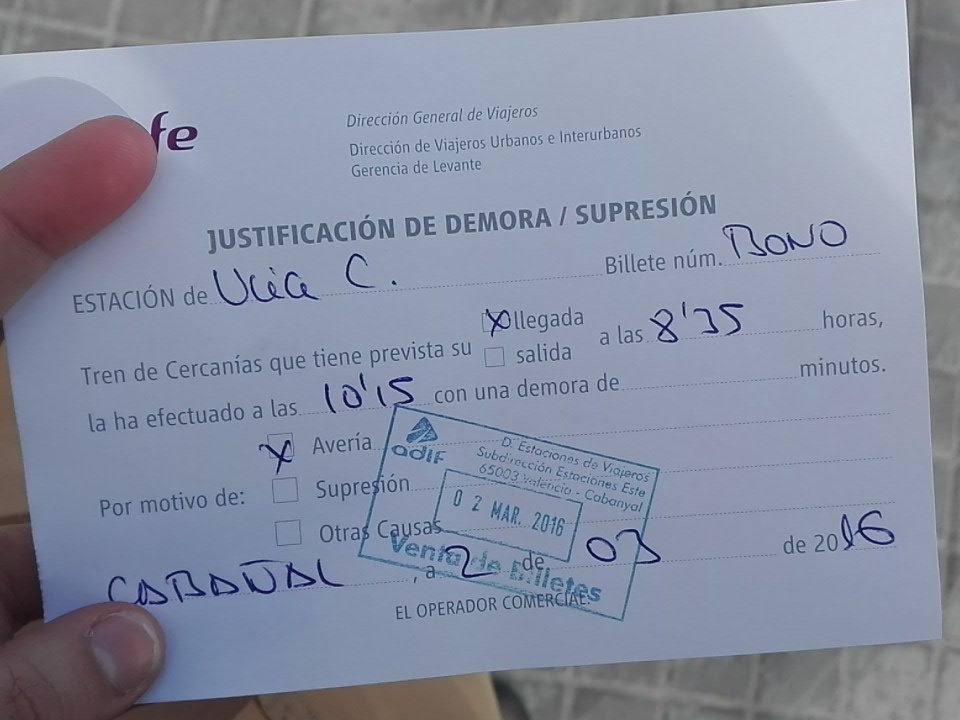 fe
Dirección General de Viajeros
Dirección de Viajeros Urbanos e Interurbanos
Gerencia de Levante
JUSTIFICACIÓN DE DEMORA / SUPRESIÓN
ESTACIÓN de C. Billete núm. BONO
Tren de Cercanías que tiene prevista su X llegada a las 8'35 horas,
salida
la ha efectuado a las 10'15 con una demora de minutos.
X Avería
Por motivo de: Supresión
Otras Causas
adif
D. Estaciones de Viajeros
Subdirección Estaciones Este
65003 Valencia - Cabanyal
02 MAR. 2016
Venta de Billetes
CABAÑAL, a 2 de 03 de 2016
EL OPERADOR COMERCIAL